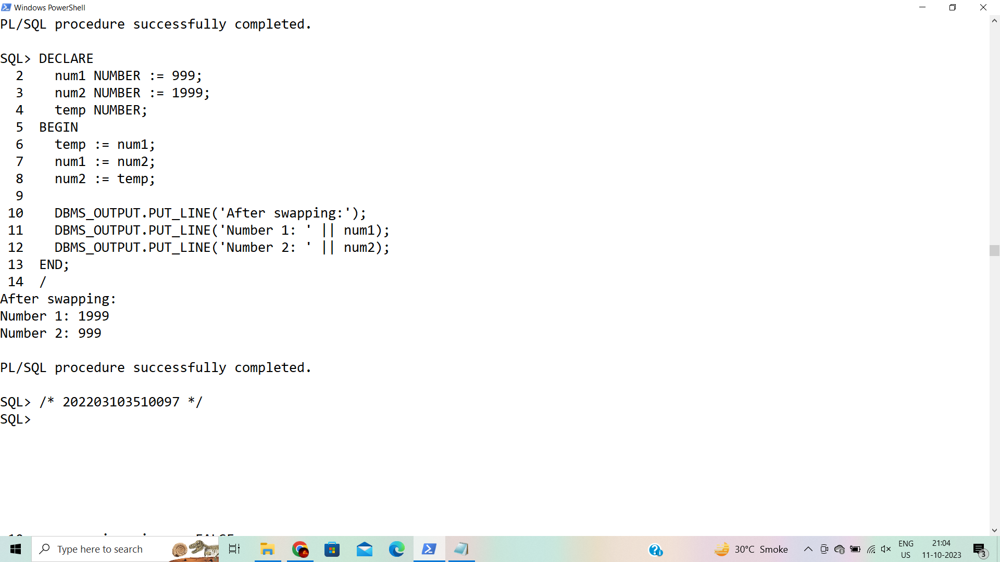 Windows PowerShell
PL/SQL procedure successfully completed.
SQL> DECLARE
2 num1 NUMBER := 999;
3 num2 NUMBER := 1999;
4 temp NUMBER;
5 BEGIN
6 temp := num1;
7 num1 := num2;
8 num2 := temp;
9
10 DBMS_OUTPUT.PUT_LINE('After swapping:');
11 DBMS_OUTPUT.PUT_LINE('Number 1: ' || num1);
12 DBMS_OUTPUT.PUT_LINE('Number 2: ' || num2);
13 END;
14 /
After swapping:
Number 1: 1999
Number 2: 999
PL/SQL procedure successfully completed.
SQL> /* 202203103510097 */
SQL>
Type here to search
30°C Smoke
ENG
US
21:04
11-10-2023
3